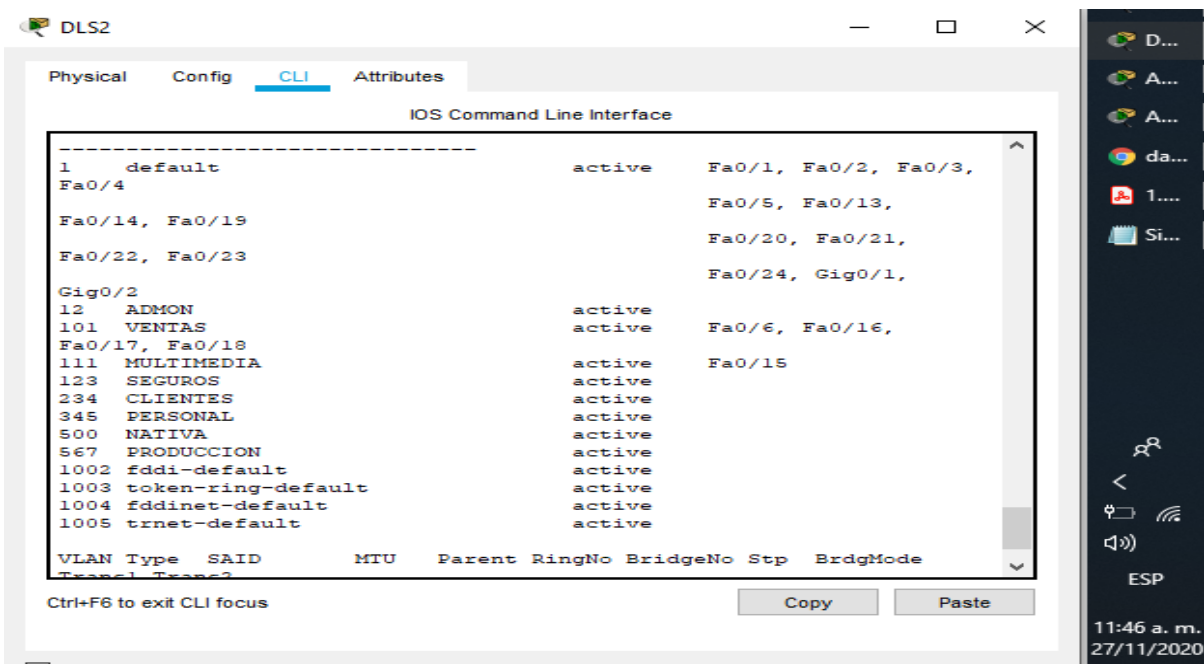 DLS2
Physical Config CLI Attributes
IOS Command Line Interface
--------------------------------
1 default active Fa0/1, Fa0/2, Fa0/3,
Fa0/4
Fa0/5, Fa0/13,
Fa0/14, Fa0/19
Fa0/20, Fa0/21,
Fa0/22, Fa0/23
Fa0/24, Gig0/1,
Gig0/2
12 ADMON active
101 VENTAS active Fa0/6, Fa0/16,
Fa0/17, Fa0/18
111 MULTIMEDIA active Fa0/15
123 SEGUROS active
234 CLIENTES active
345 PERSONAL active
500 NATIVA active
567 PRODUCCION active
1002 fddi-default active
1003 token-ring-default active
1004 fddinet-default active
1005 trnet-default active
VLAN Type SAID MTU Parent RingNo BridgeNo Stp BrdgMode
Trans1 Trans2
Ctrl+F6 to exit CLI focus
Copy Paste
D...
A...
A...
da...
1....
Si...
ESP
11:46 a. m.
27/11/2020